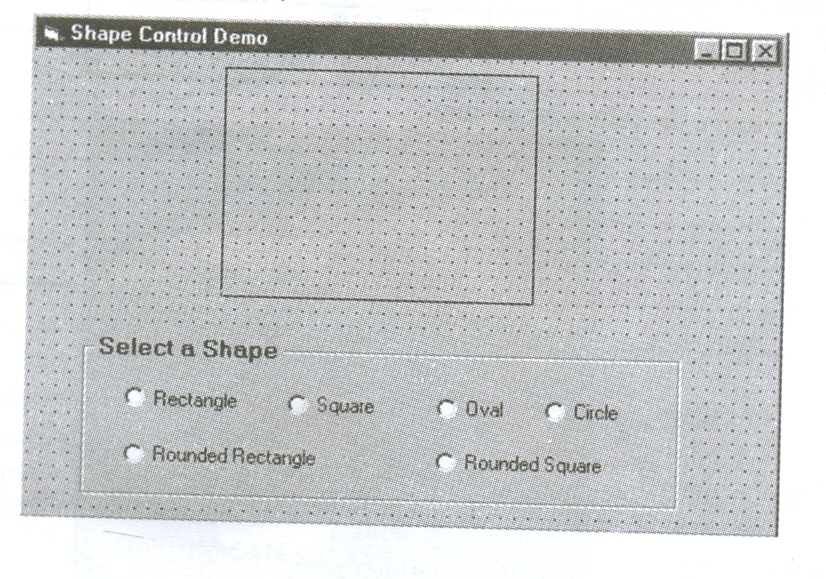 Shape Control Demo
Select a Shape
Rectangle Square Oval Circle
Rounded Rectangle Rounded Square